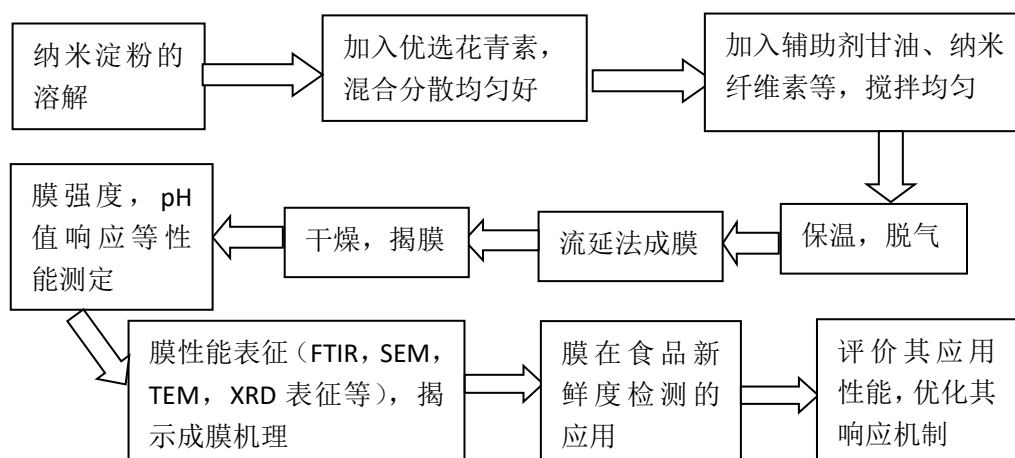 纳米淀粉的
溶解
加入优选花青素，
混合分散均匀好
加入辅助剂甘油、纳米
纤维素等，搅拌均匀
保温，脱气
流延法成膜
干燥，揭膜
膜强度，pH
值响应等性
能测定
膜性能表征（FTIR，SEM，
TEM，XRD 表征等），揭
示成膜机理
膜在食品新
鲜度检测的
应用
评价其应用
性能，优化其
响应机制